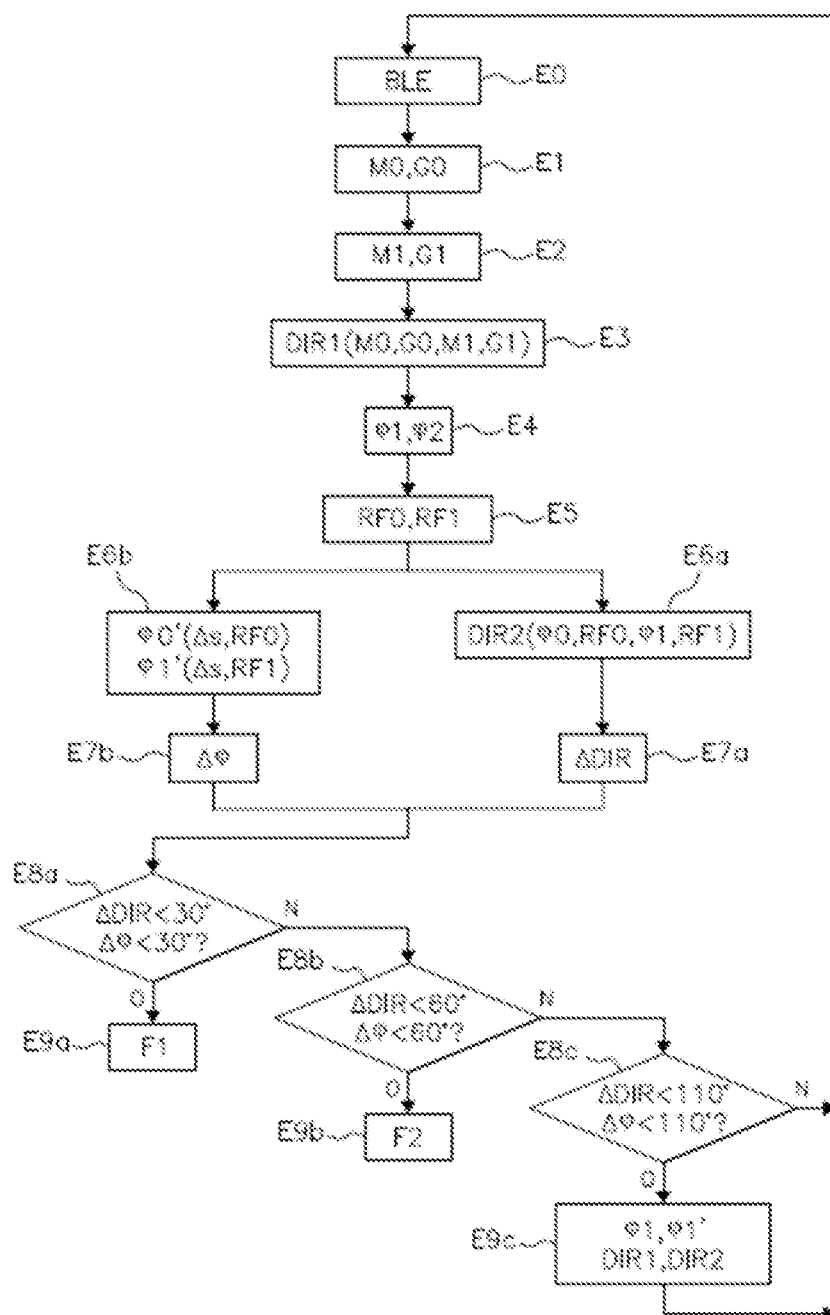 BLE
E0
M0,G0
E1
M1,G1
E2
DIR1(M0,G0,M1,G1)
E3
φ1,φ2
E4
RF0,RF1
E5
E6b
E6a
φ0'(Δs,RF0)
φ1'(Δs,RF1)
DIR2(φ0,RF0,φ1,RF1)
E7b
Δφ
ΔDIR
E7a
E8a
ΔDIR<30°
Δφ<30°?
N
O
E8b
ΔDIR<60°
Δφ<60°?
N
E9a
F1
O
E8c
ΔDIR<110°
Δφ<110°?
N
E9b
F2
O
E9c
φ1,φ1'
DIR1,DIR2